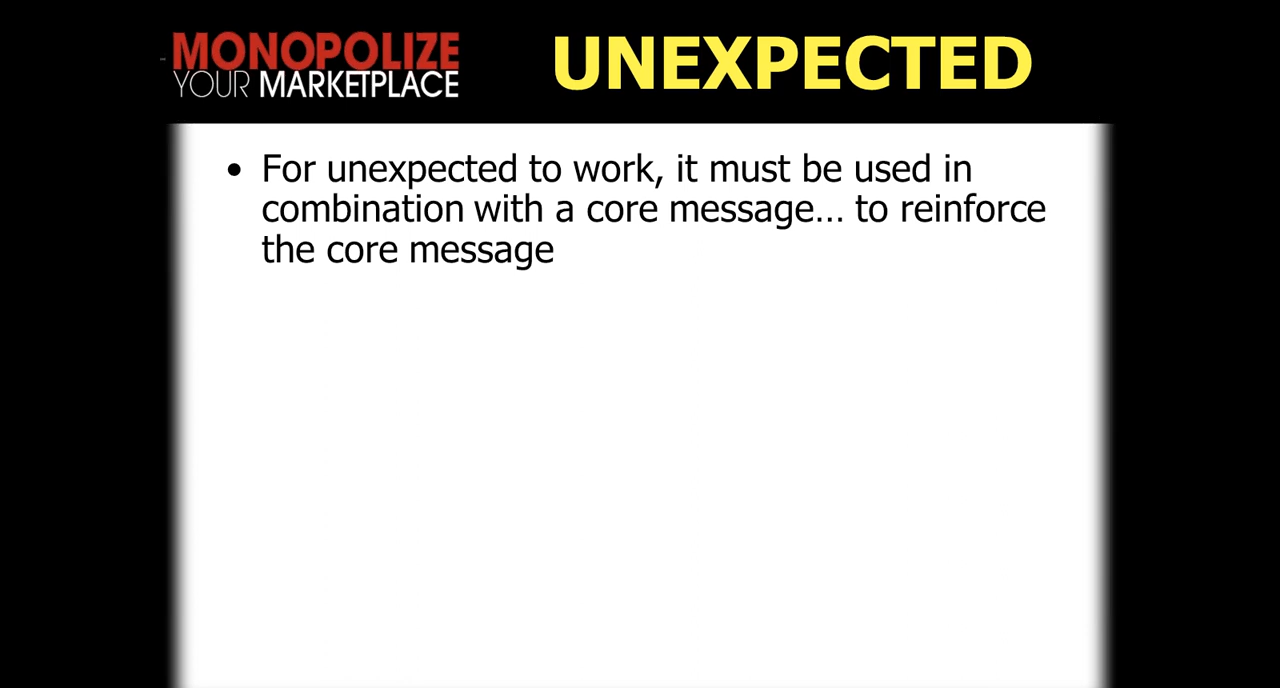 MONOPOLIZE
YOUR MARKETPLACE
UNEXPECTED
• For unexpected to work, it must be used in
combination with a core message... to reinforce
the core message